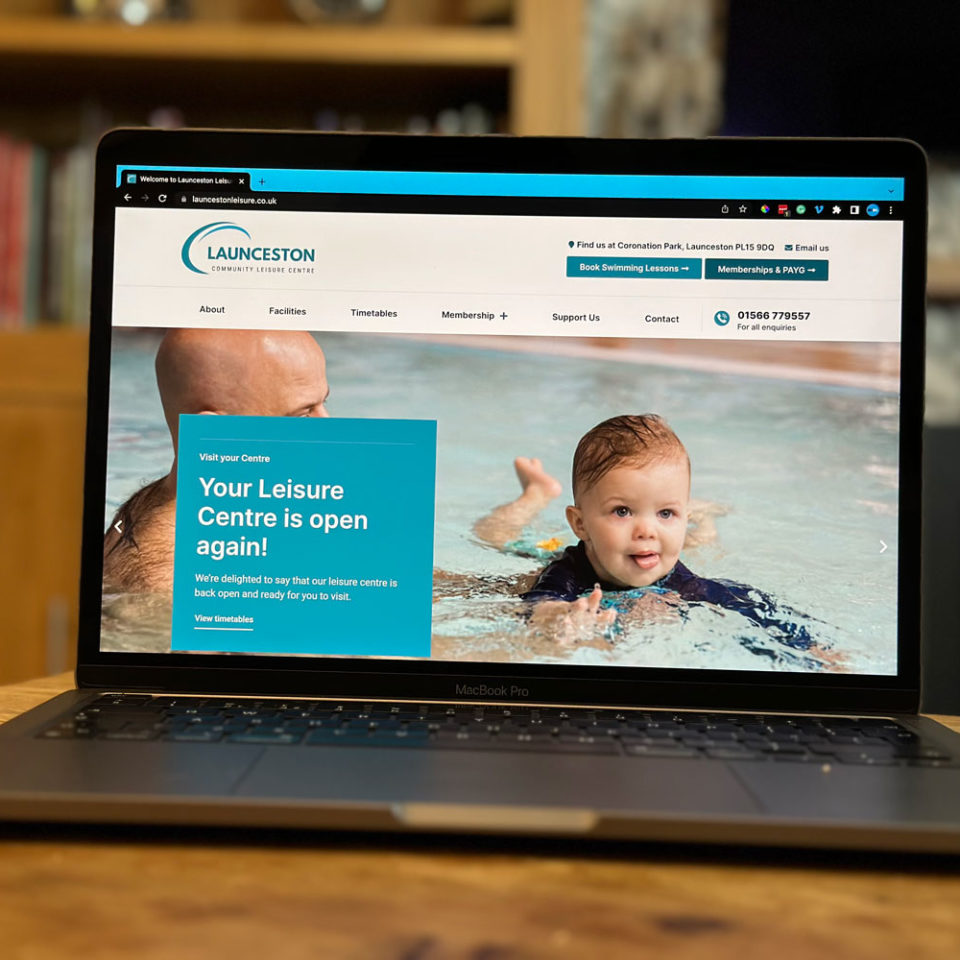 Welcome to Launceston Leisu
launcestonleisure.co.uk
LAUNCESTON
COMMUNITY LEISURE CENTRE
Find us at Coronation Park, Launceston PL15 9DQ Email us
Book Swimming Lessons → Memberships & PAYG →
About Facilities Timetables Membership + Support Us Contact
01566 779557
For all enquiries
Visit your Centre
Your Leisure
Centre is open
again!
We're delighted to say that our leisure centre is
back open and ready for you to visit.
View timetables
MacBook Pro